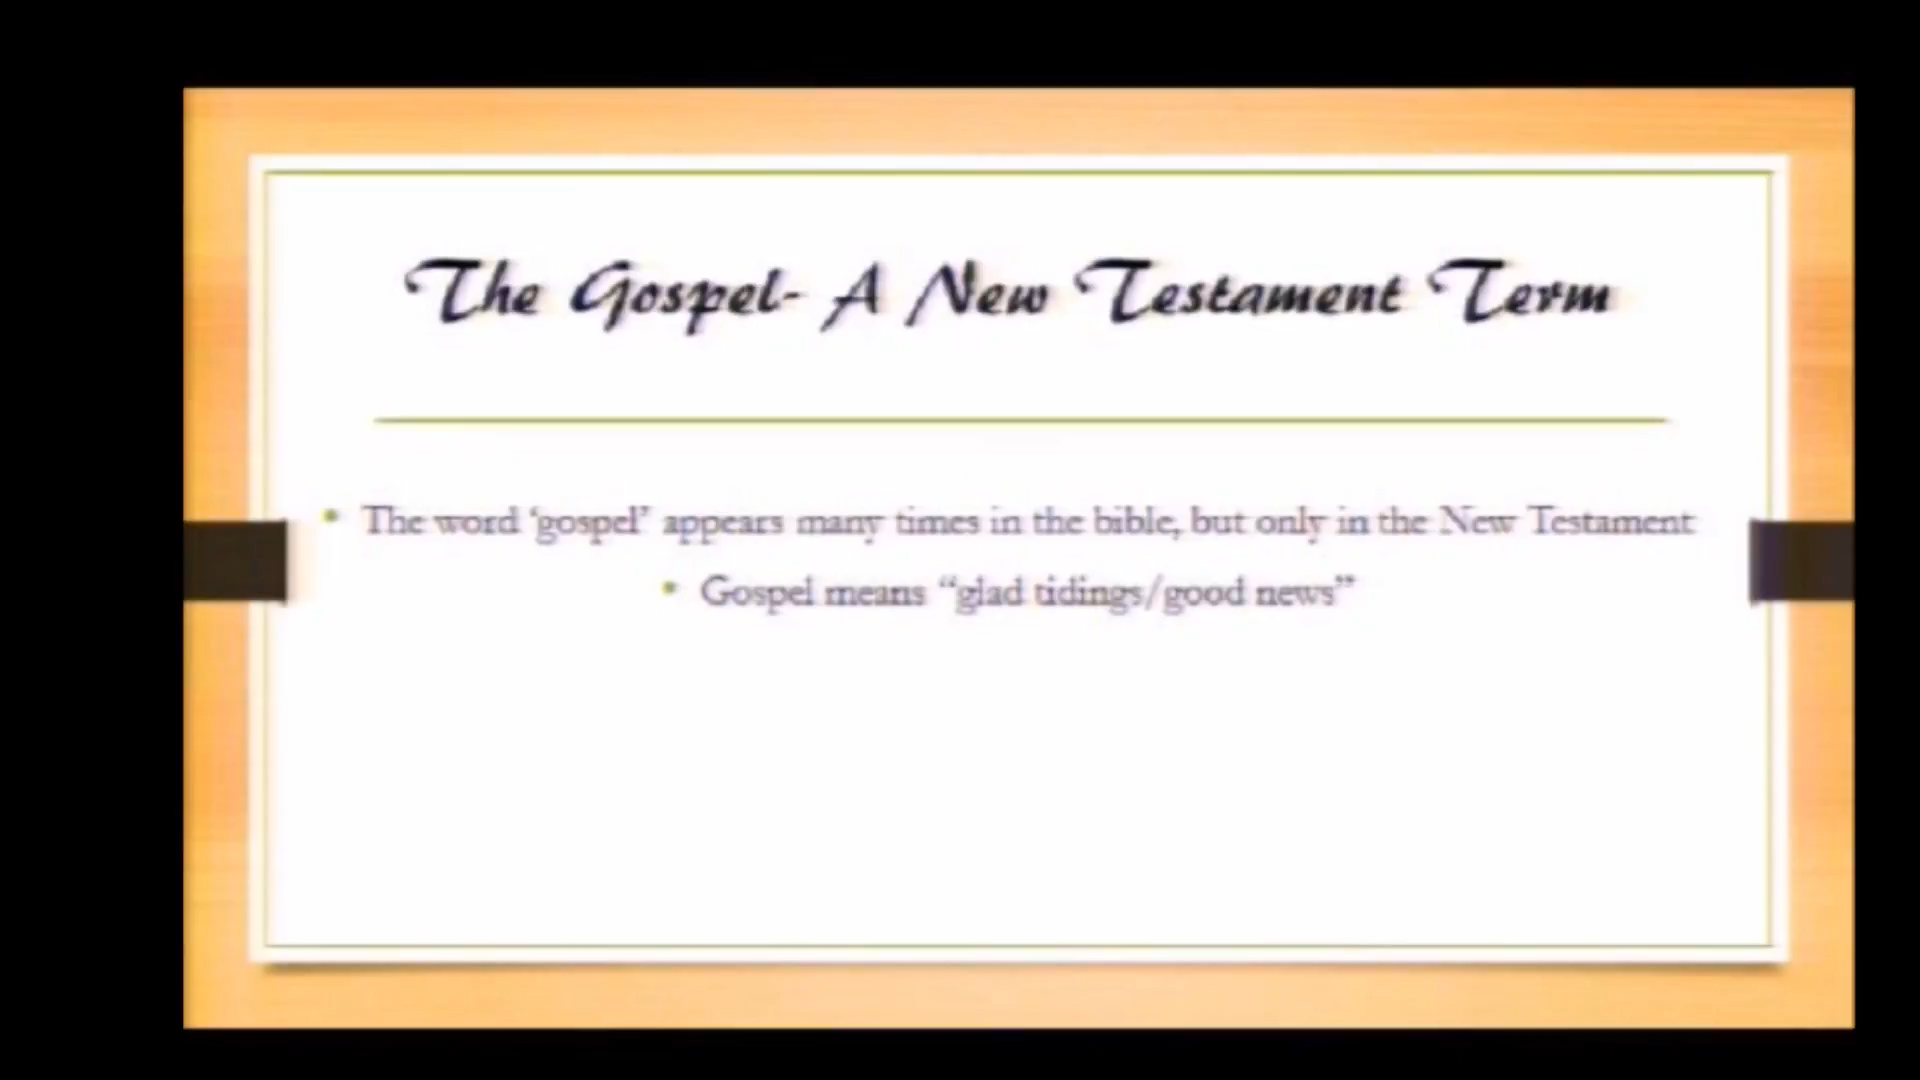 The Gospel- A New Testament Term
• The word ‘gospel’ appears many times in the bible, but only in the New Testament
• Gospel means “glad tidings/good news”